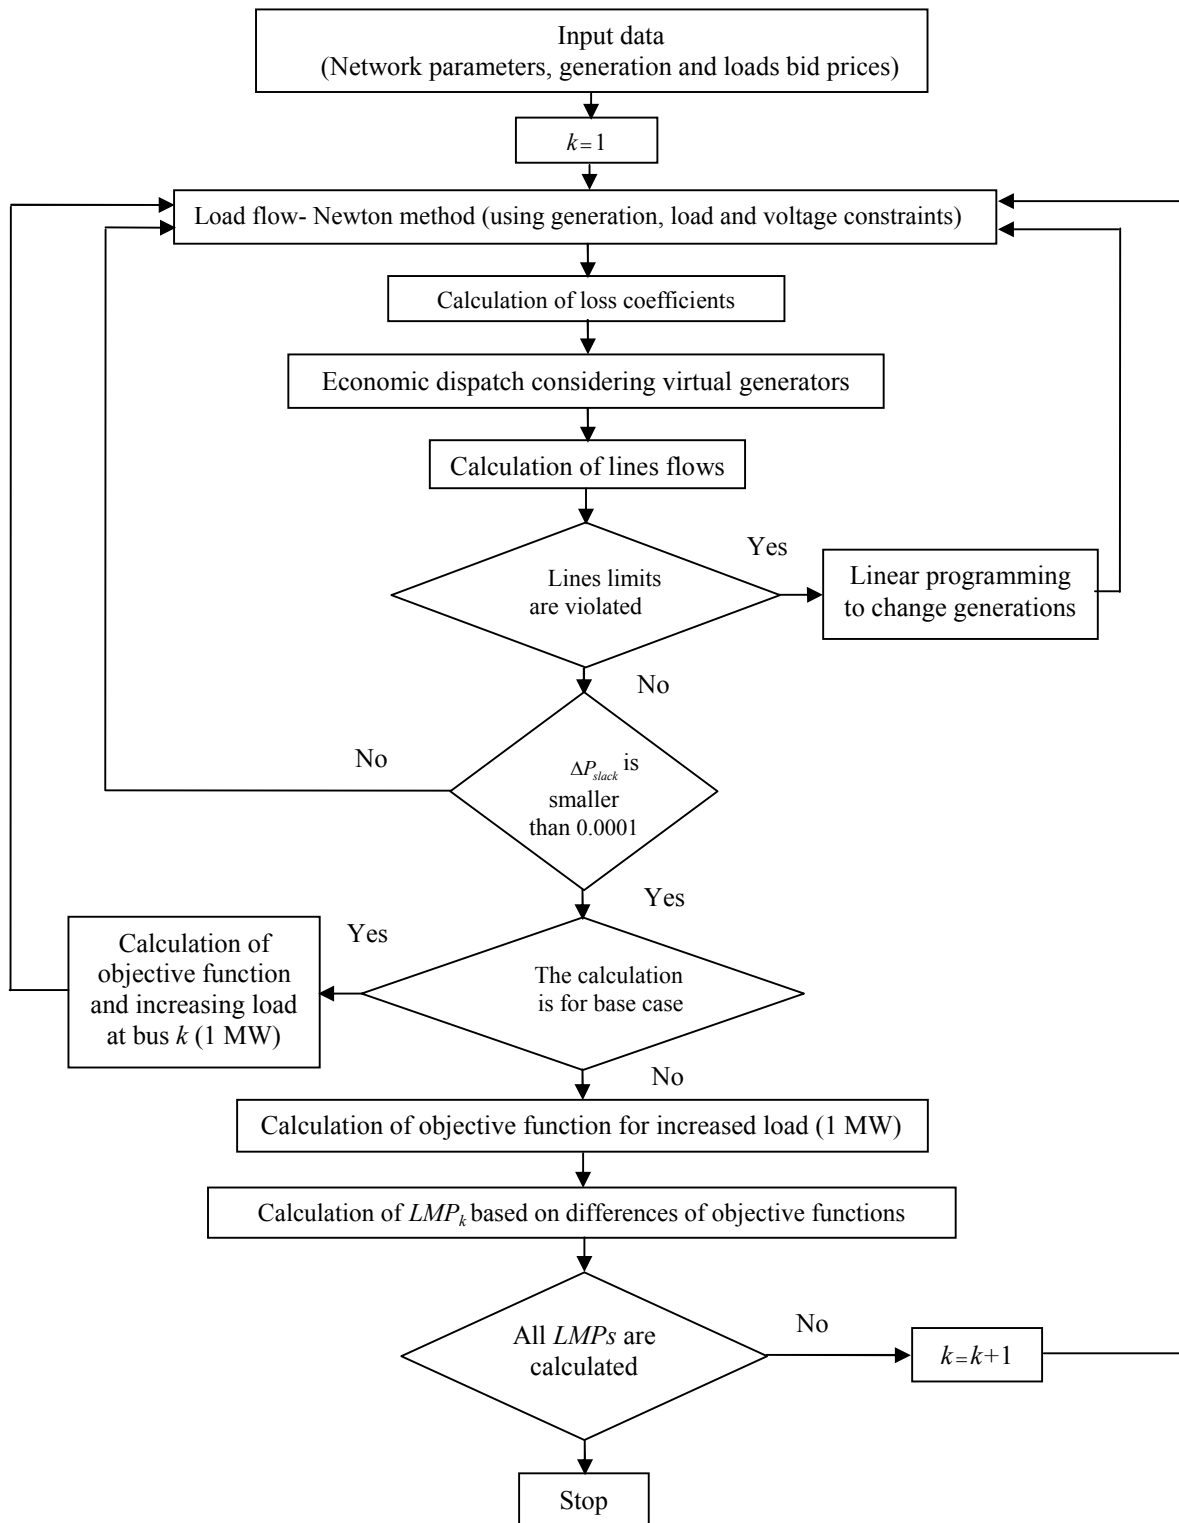 Input data
(Network parameters, generation and loads bid prices)
k=1
Load flow- Newton method (using generation, load and voltage constraints)
Calculation of loss coefficients
Economic dispatch considering virtual generators
Calculation of lines flows
Yes
Lines limits
are violated
Linear programming
to change generations
No
No
ΔP_slack is
smaller
than 0.0001
Yes
Yes
Calculation of
objective function
and increasing load
at bus k (1 MW)
The calculation
is for base case
No
Calculation of objective function for increased load (1 MW)
Calculation of LMP_k based on differences of objective functions
No
All LMPs are
calculated
k=k+1
Stop